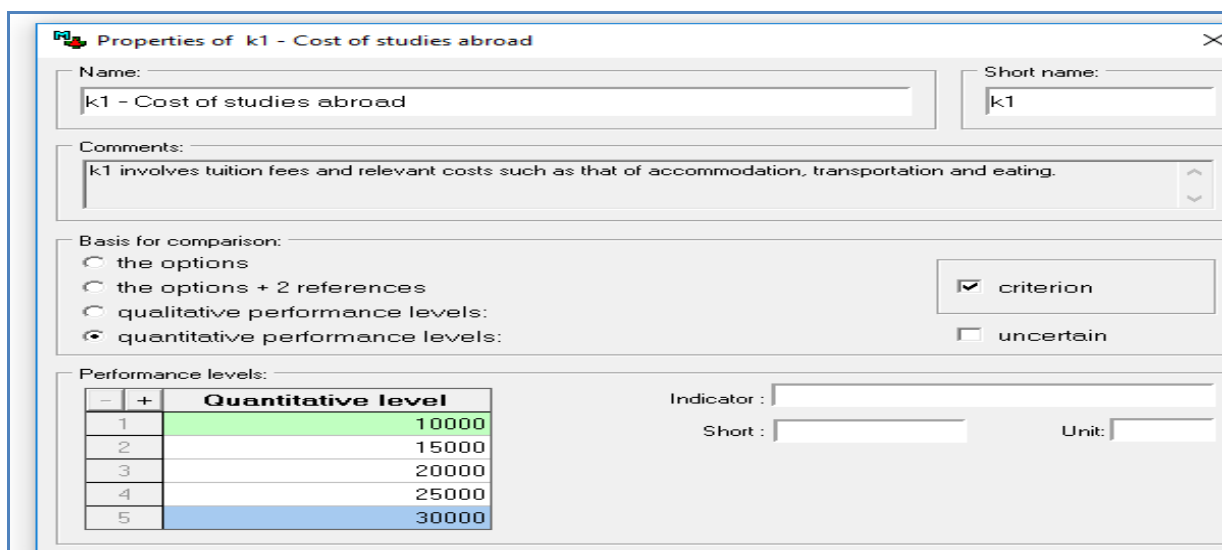 Properties of k1 - Cost of studies abroad
Name: Short name:
k1 - Cost of studies abroad k1
Comments:
k1 involves tuition fees and relevant costs such as that of accommodation, transportation and eating.
Basis for comparison:
the options
the options + 2 references criterion
qualitative performance levels:
quantitative performance levels: uncertain
Performance levels:
- + Quantitative level Indicator :
1 10000 Short : Unit:
2 15000
3 20000
4 25000
5 30000